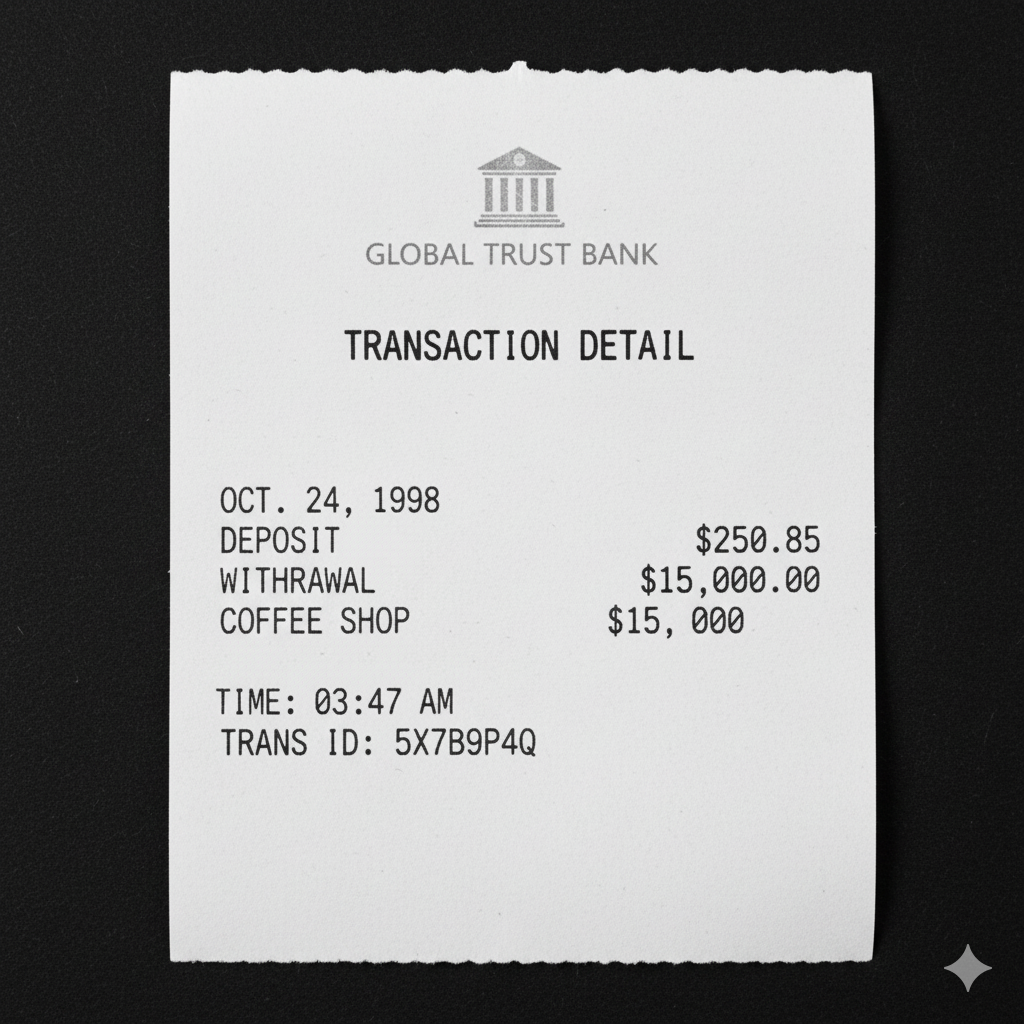 GLOBAL TRUST BANK
TRANSACTION DETAIL
OCT. 24, 1998
DEPOSIT $250.85
WITHRAWAL $15,000.00
COFFEE SHOP $15, 000
TIME: 03:47 AM
TRANS ID: 5X7B9P4Q